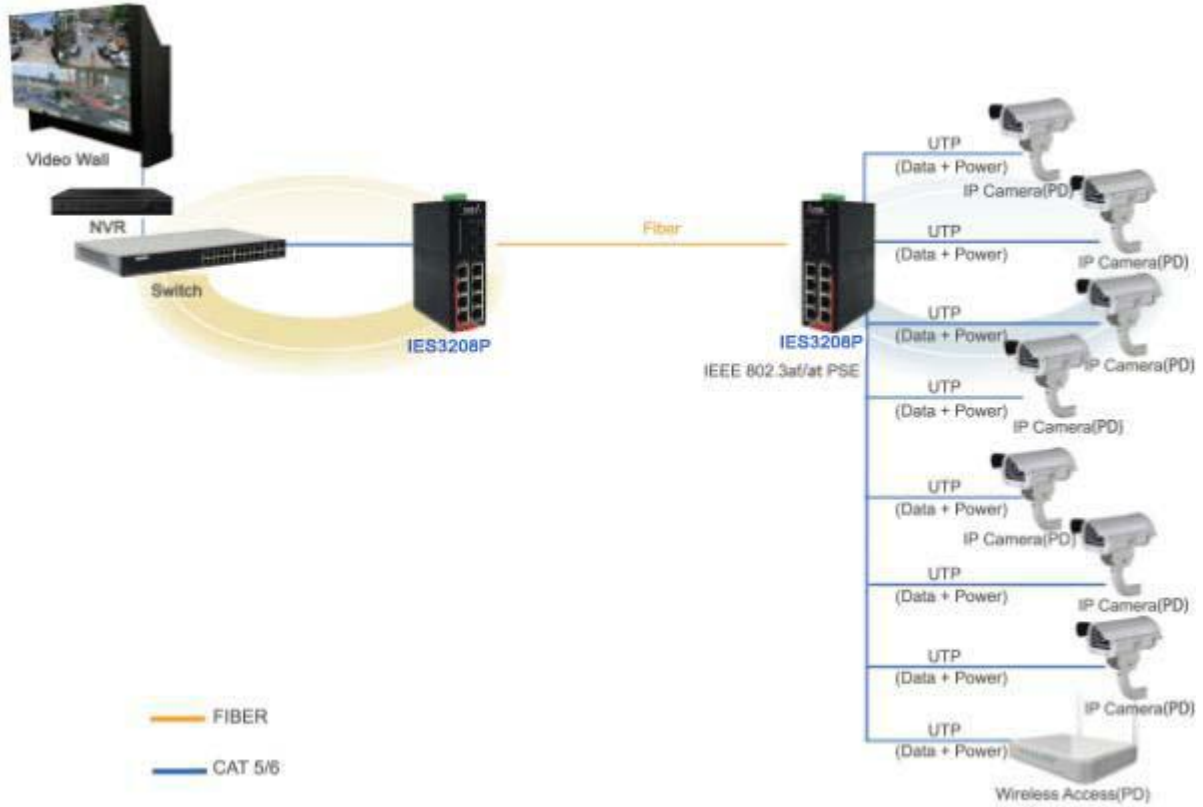 Video Wall
NVR
Switch
IES3208P
Fiber
IES3208P
IEEE 802.3af/at PSE
UTP
(Data + Power)
IP Camera(PD)
UTP
(Data + Power)
IP Camera(PD)
UTP
(Data + Power)
IP Camera(PD)
UTP
(Data + Power)
IP Camera(PD)
UTP
(Data + Power)
IP Camera(PD)
UTP
(Data + Power)
IP Camera(PD)
UTP
(Data + Power)
IP Camera(PD)
UTP
(Data + Power)
Wireless Access(PD)
FIBER
CAT 5/6